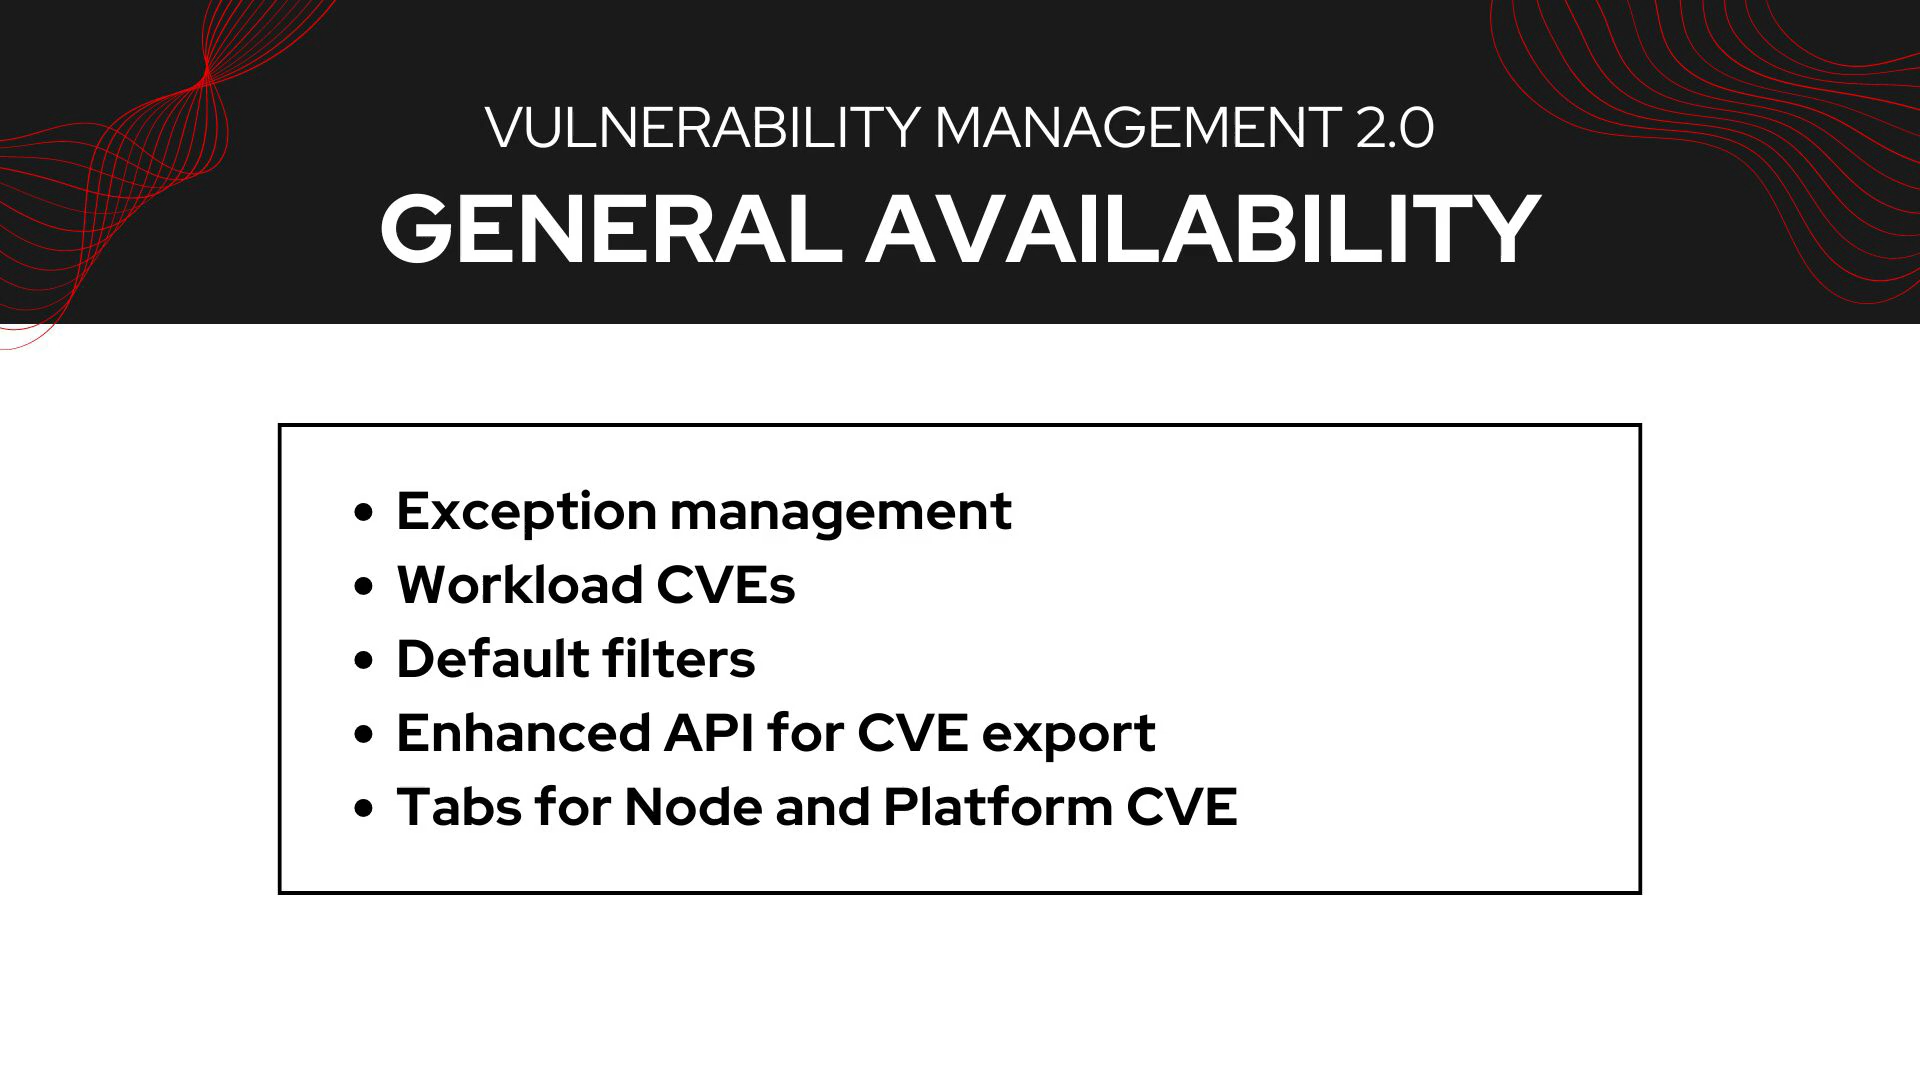 VULNERABILITY MANAGEMENT 2.0
GENERAL AVAILABILITY
• Exception management
• Workload CVEs
• Default filters
• Enhanced API for CVE export
• Tabs for Node and Platform CVE